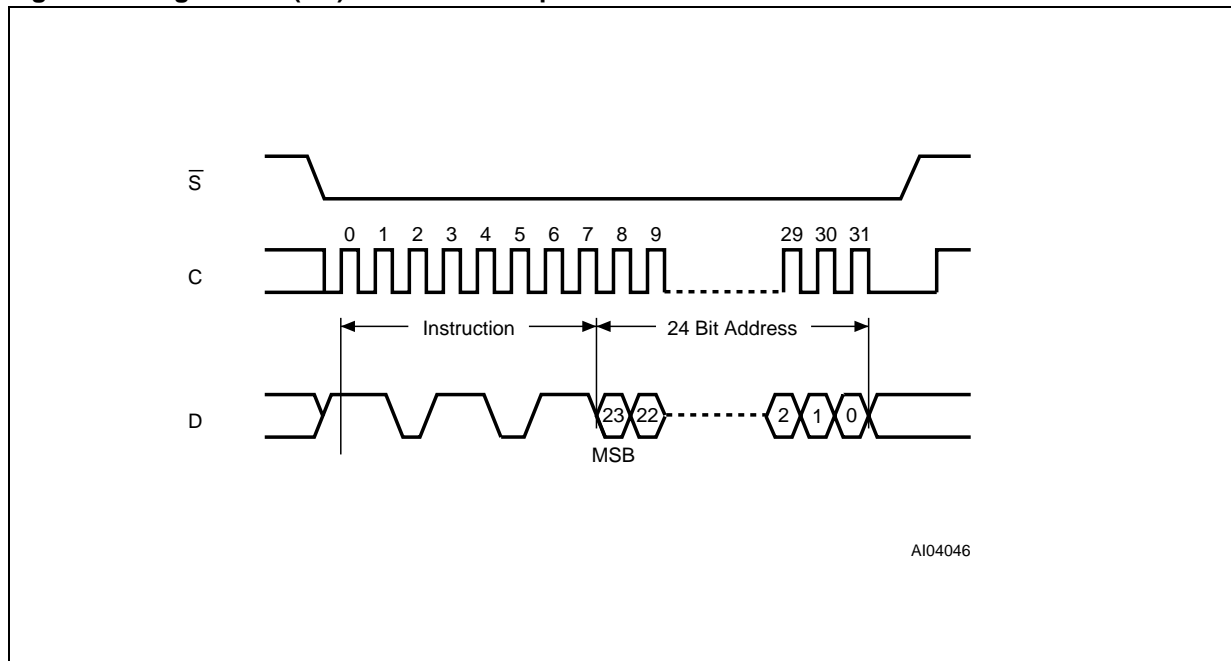 S̅
0 1 2 3 4 5 6 7 8 9 29 30 31
C
Instruction 24 Bit Address
D 23 22 2 1 0
MSB
AI04046